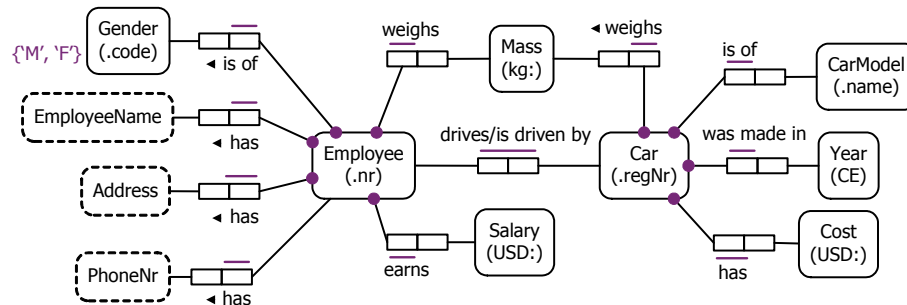 Gender
(.code)
{‘M’, ‘F’}
◄ is of
weighs
Mass
(kg:)
◄ weighs
is of
CarModel
(.name)
EmployeeName
◄ has
Employee
(.nr)
drives/is driven by
Car
(.regNr)
was made in
Year
(CE)
Address
◄ has
PhoneNr
◄ has
earns
Salary
(USD:)
has
Cost
(USD:)